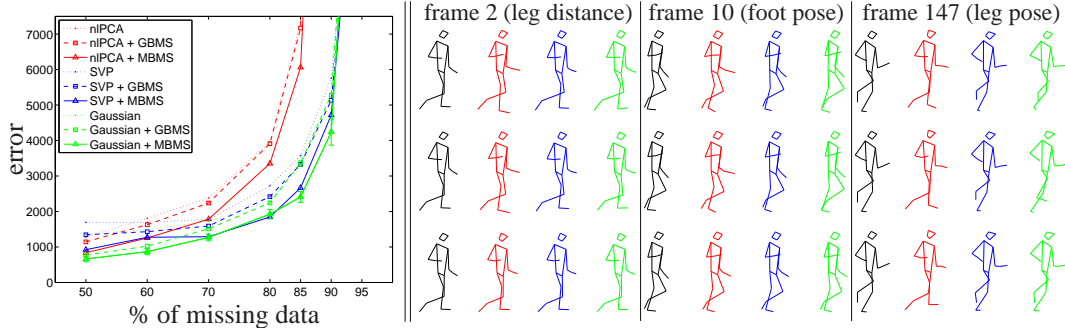 frame 2 (leg distance) frame 10 (foot pose) frame 147 (leg pose)
7000
6000
5000
4000
3000
2000
1000
0
error
nlPCA
nlPCA + GBMS
nlPCA + MBMS
SVP
SVP + GBMS
SVP + MBMS
Gaussian
Gaussian + GBMS
Gaussian + MBMS
50 60 70 80 85 90 95
% of missing data